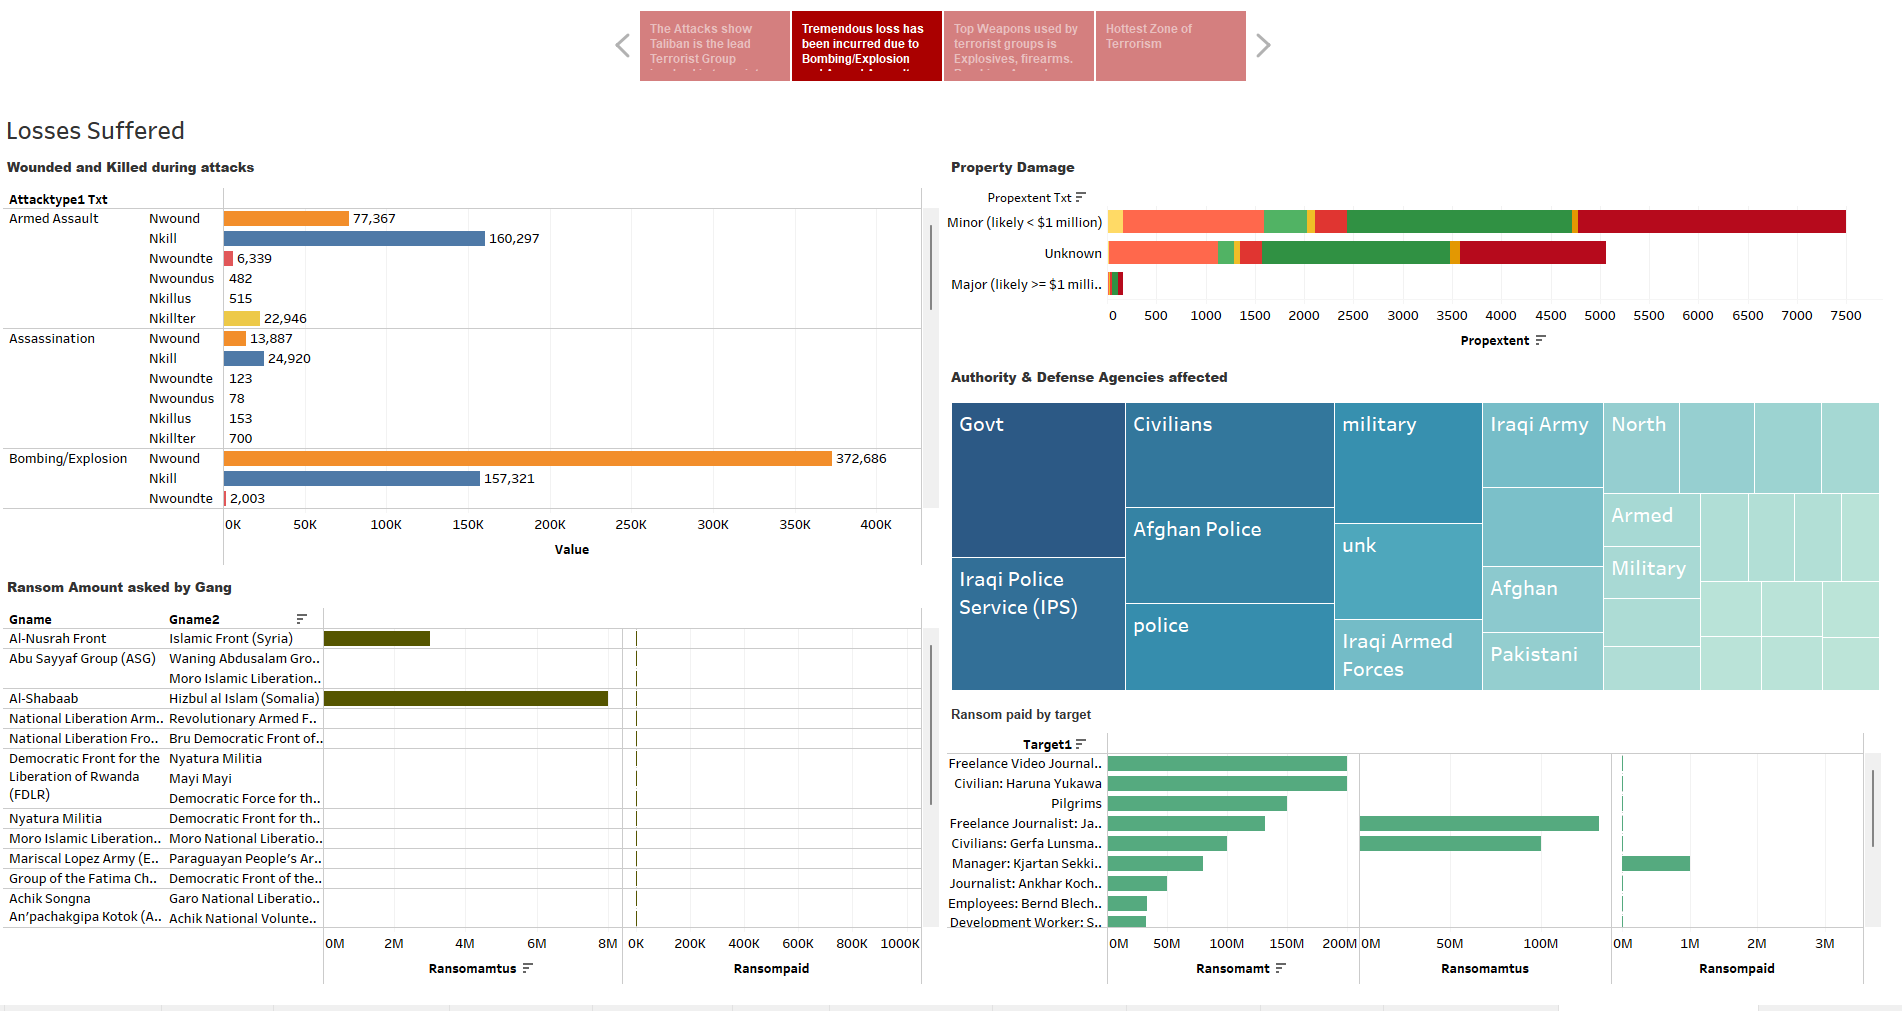 The Attacks show
Taliban is the lead
Terrorist Group
Tremendous loss has
been incurred due to
Bombing/Explosion
Top Weapons used by
terrorist groups is
Explosives, firearms.
Hottest Zone of
Terrorism
Losses Suffered
Wounded and Killed during attacks
Attacktype1 Txt
Armed Assault
Nwound
77,367
Nkill
160,297
Nwoundte
6,339
Nwoundus
482
Nkillus
515
Nkillter
22,946
Assassination
Nwound
13,887
Nkill
24,920
Nwoundte
123
Nwoundus
78
Nkillus
153
Nkillter
700
Bombing/Explosion
Nwound
372,686
Nkill
157,321
Nwoundte
2,003
0K 50K 100K 150K 200K 250K 300K 350K 400K
Value
Property Damage
Propextent Txt
Minor (likely < $1 million)
Unknown
Major (likely >= $1 milli..
0 500 1000 1500 2000 2500 3000 3500 4000 4500 5000 5500 6000 6500 7000 7500
Propextent
Authority & Defense Agencies affected
Govt
Iraqi Police
Service (IPS)
Civilians
Afghan Police
police
military
unk
Iraqi Armed
Forces
Iraqi Army
Afghan
Pakistani
North
Armed
Military
Ransom Amount asked by Gang
Gname Gname2
Al-Nusrah Front Islamic Front (Syria)
Abu Sayyaf Group (ASG) Waning Abdusalam Gro..
Moro Islamic Liberation..
Al-Shabaab Hizbul al Islam (Somalia)
National Liberation Arm.. Revolutionary Armed F..
National Liberation Fro.. Bru Democratic Front of..
Democratic Front for the
Liberation of Rwanda
(FDLR)
Nyatura Militia
Mayi Mayi
Democratic Force for th..
Nyatura Militia Democratic Front for th..
Moro Islamic Liberation.. Moro National Liberatio..
Mariscal Lopez Army (E.. Paraguayan People's Ar..
Group of the Fatima Ch.. Democratic Front of the..
Achik Songna
An'pachakgipa Kotok (A..
Garo National Liberatio..
Achik National Volunte..
0M 2M 4M 6M 8M
Ransomamtus
0K 200K 400K 600K 800K 1000K
Ransompaid
Ransom paid by target
Target1
Freelance Video Journal..
Civilian: Haruna Yukawa
Pilgrims
Freelance Journalist: Ja..
Civilians: Gerfa Lunsma..
Manager: Kjartan Sekki..
Journalist: Ankhar Koch..
Employees: Bernd Blech..
Development Worker: S..
0M 50M 100M 150M 200M
Ransomamt
0M 50M 100M
Ransomamtus
0M 1M 2M 3M
Ransompaid